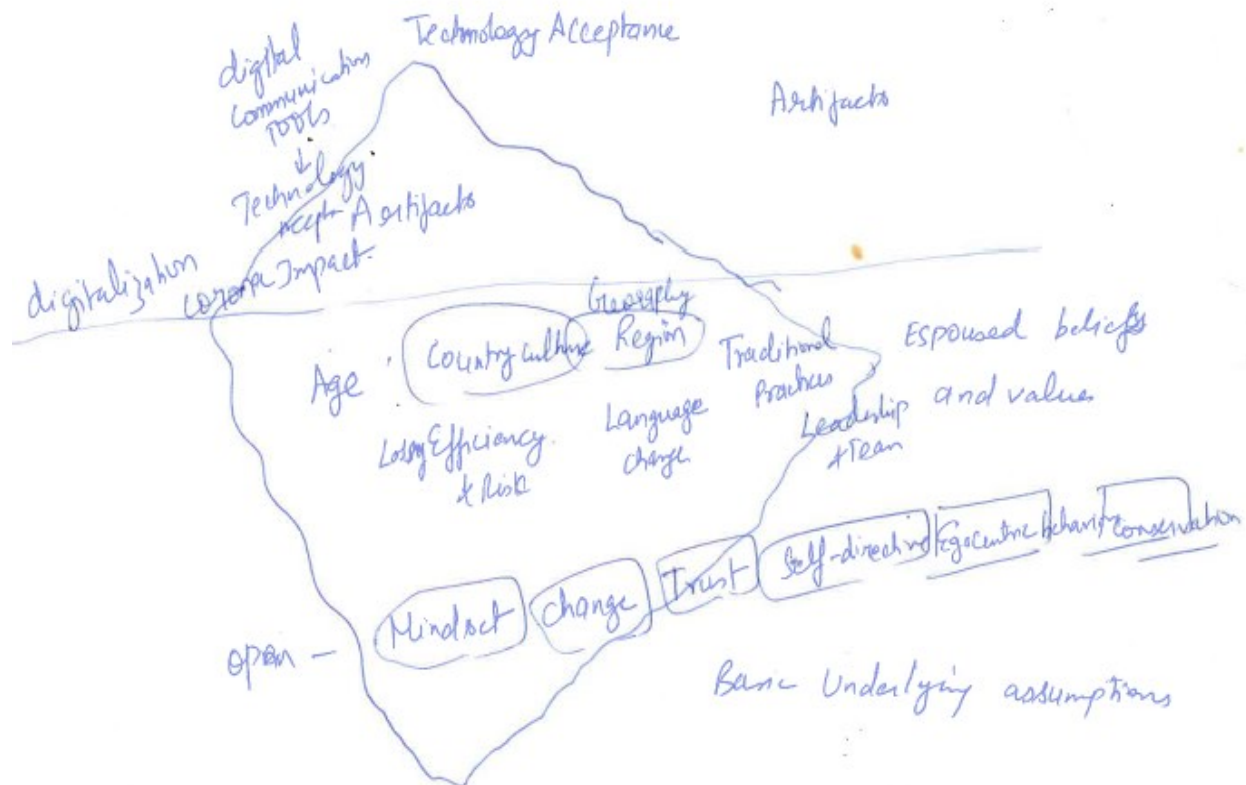 Technology Acceptance
digital
Communication
TOOLS
↓
Technology
Artifacts
Artifacts
digitalization
corona Impact.
Geography
Age
Country culture
Region
Traditional
Practices
Espoused beliefs
and values
Efficiency
& Risk
Language
change
Leadership
+Team
Mindset
change
Trust
Self-directive
Egocentric behavior
Conservation
open -
Basic Underlying assumptions